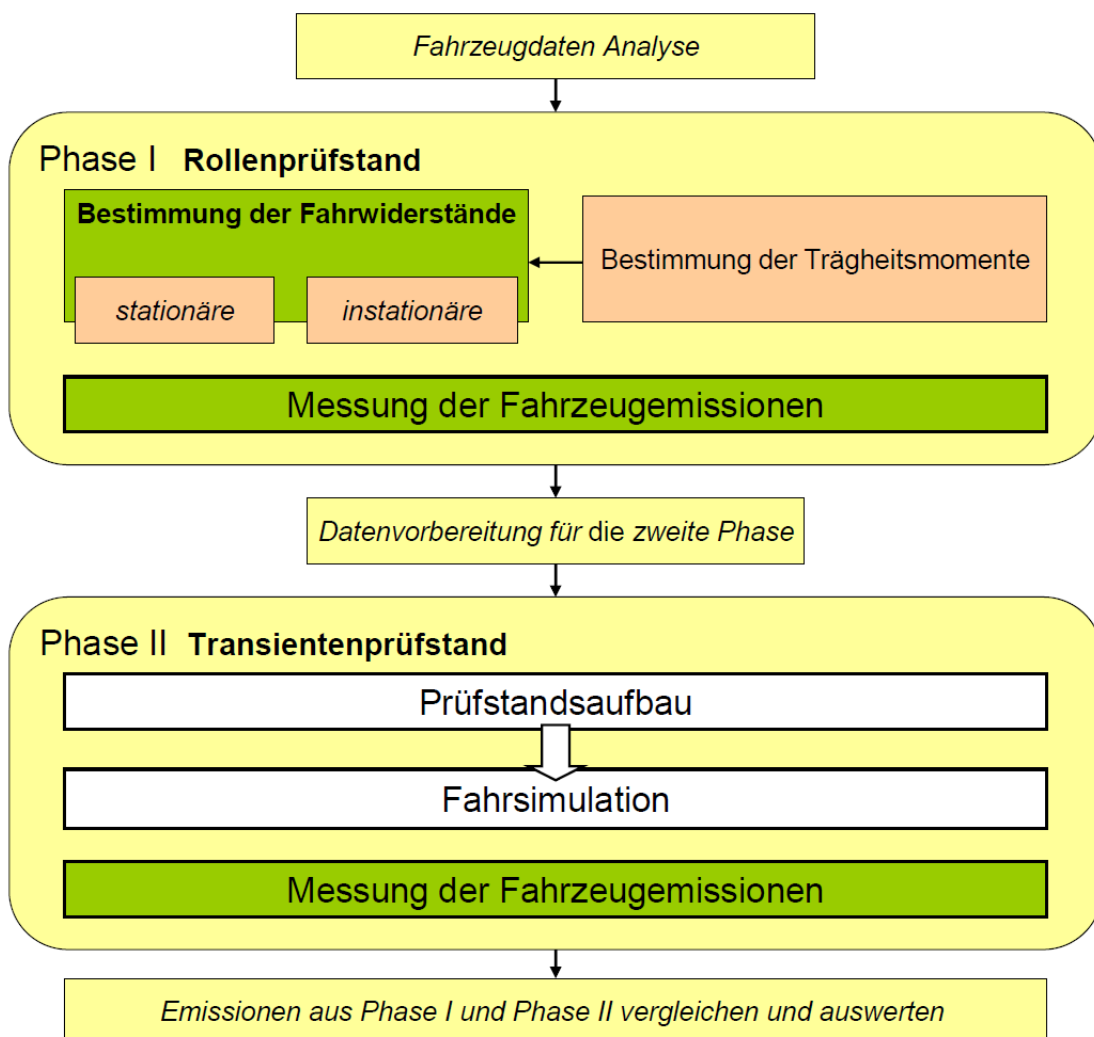 Fahrzeugdaten Analyse
Phase I Rollenprüfstand
Bestimmung der Fahrwiderstände
stationäre
instationäre
Bestimmung der Trägheitsmomente
Messung der Fahrzeugemissionen
Datenvorbereitung für die zweite Phase
Phase II Transientenprüfstand
Prüfstandsaufbau
Fahrsimulation
Messung der Fahrzeugemissionen
Emissionen aus Phase I und Phase II vergleichen und auswerten